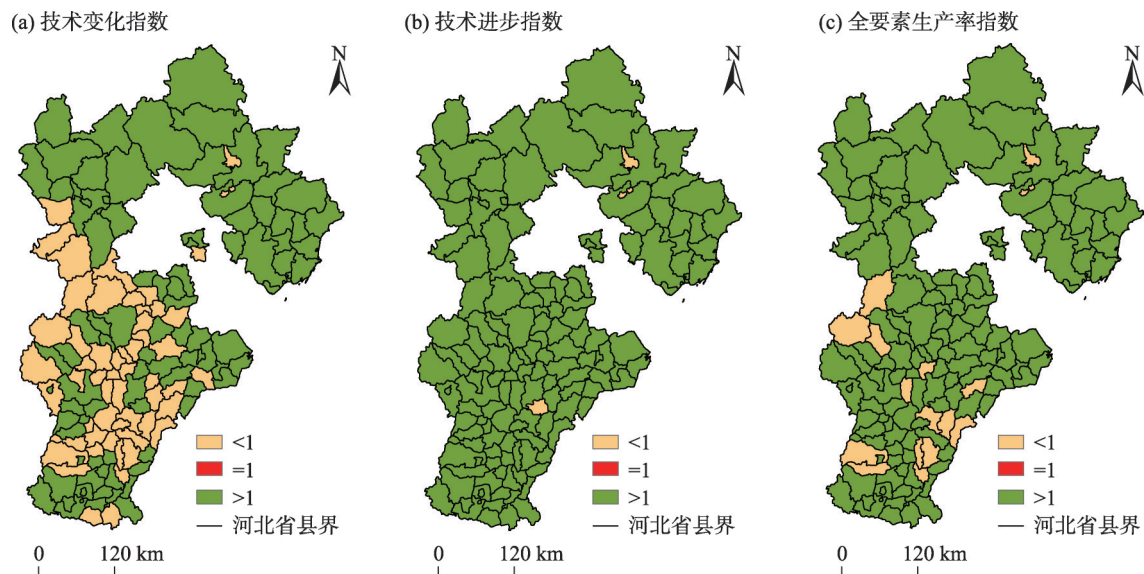 (a) 技术变化指数
N
<1
=1
>1
河北省县界
0 120 km
(b) 技术进步指数
N
<1
=1
>1
河北省县界
0 120 km
(c) 全要素生产率指数
N
<1
=1
>1
河北省县界
0 120 km